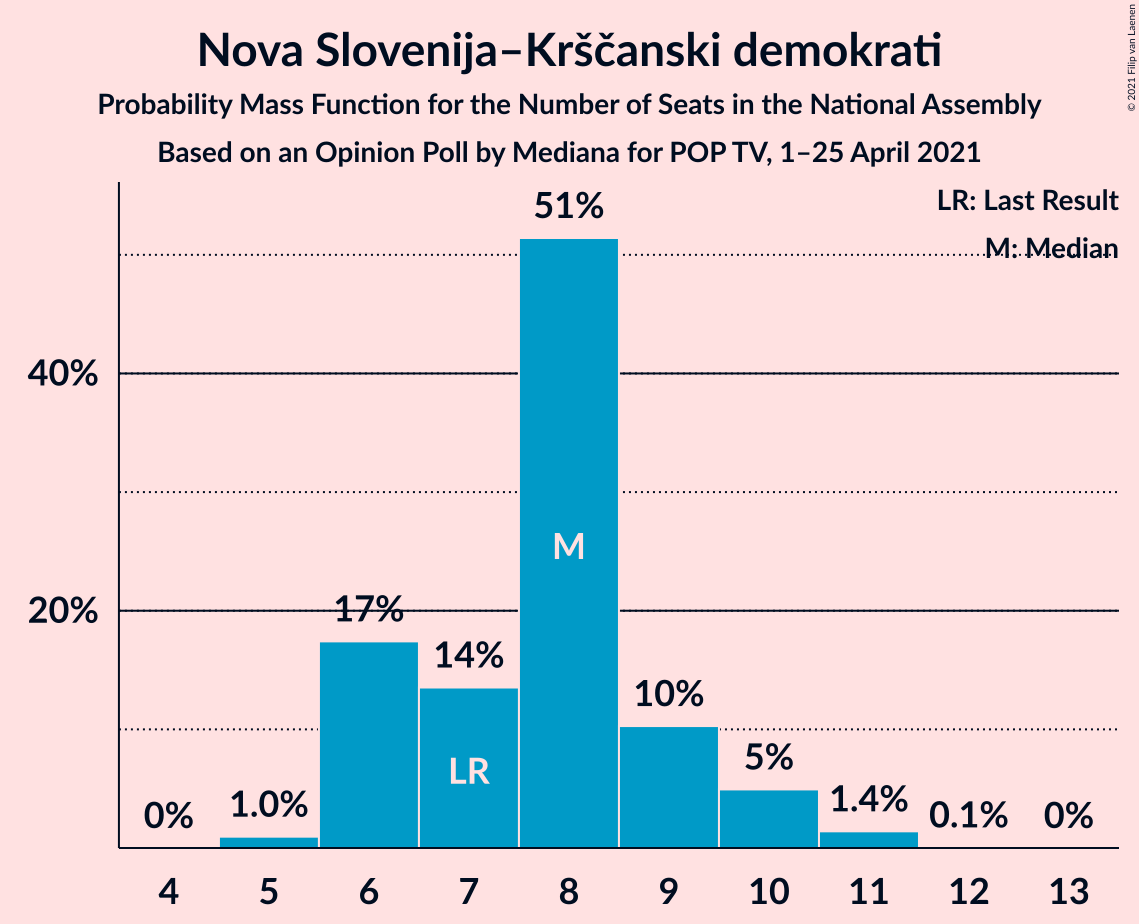 Nova Slovenija–Krščanski demokrati
Probability Mass Function for the Number of Seats in the National Assembly
Based on an Opinion Poll by Mediana for POP TV, 1–25 April 2021
© 2021 Filip van Laenen
LR: Last Result
M: Median
51%
40%
M
20%
17%
14%
10%
LR
5%
0%
1.0%
1.4%
0.1%
0%
4 5 6 7 8 9 10 11 12 13